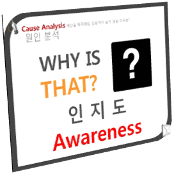 Cause Analysis
원인 분석
WHY IS
THAT?
?
인지도
Awareness